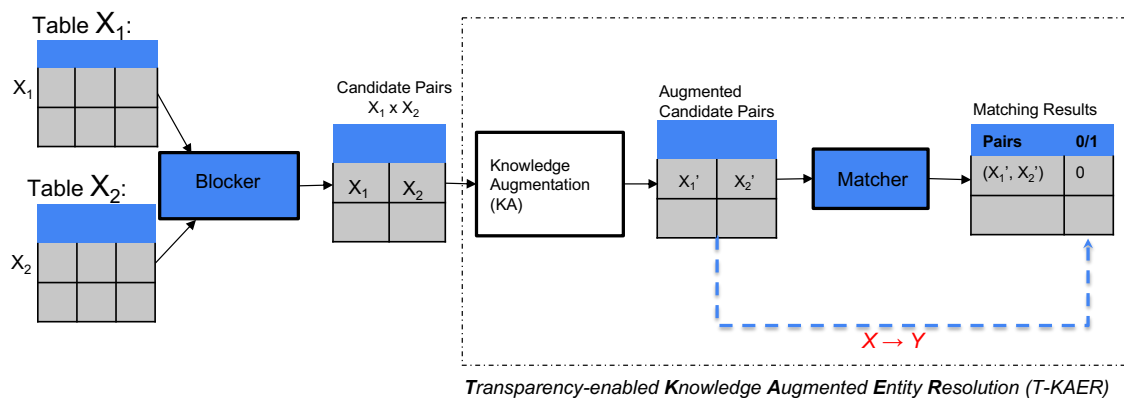 Table X₁:
X₁
Table X₂:
X₂
Blocker
Candidate Pairs
X₁ x X₂
X₁ X₂
Knowledge
Augmentation
(KA)
Augmented
Candidate Pairs
X₁’ X₂’
Matcher
Matching Results
Pairs 0/1
(X₁’, X₂’) 0
X → Y
Transparency-enabled Knowledge Augmented Entity Resolution (T-KAER)